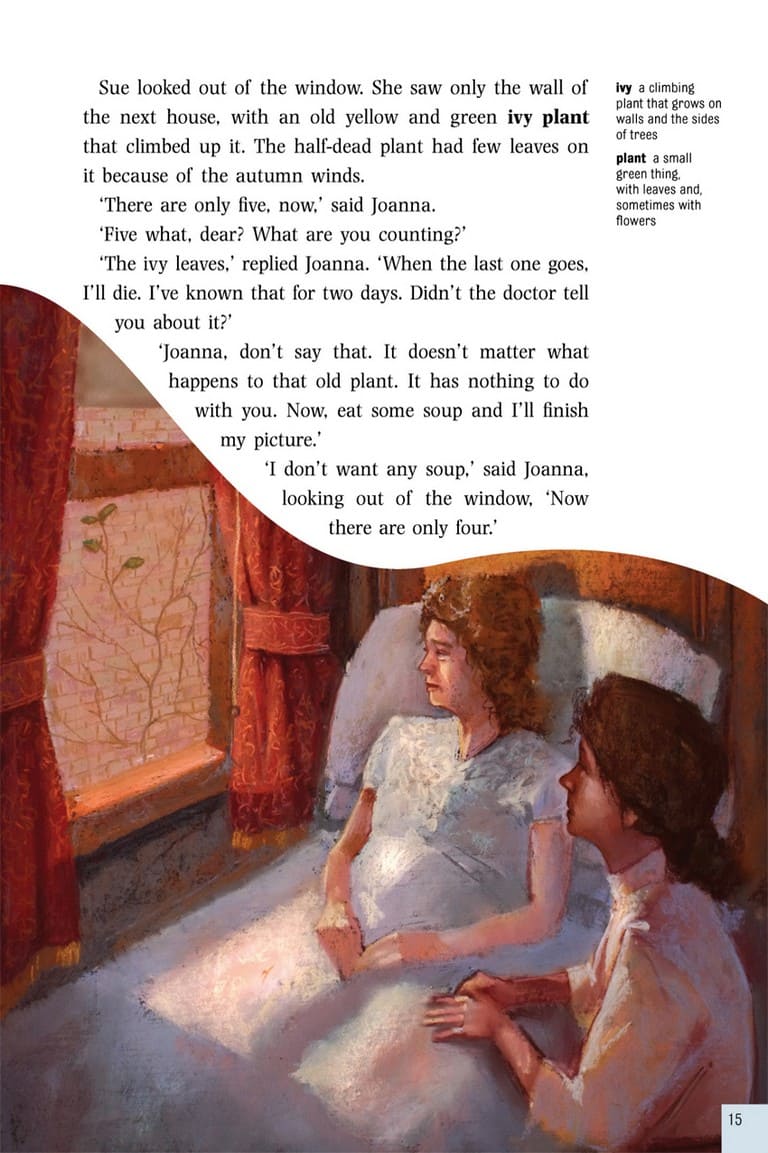 Sue looked out of the window. She saw only the wall of
the next house, with an old yellow and green ivy plant
that climbed up it. The half-dead plant had few leaves on
it because of the autumn winds.
‘There are only five, now,’ said Joanna.
‘Five what, dear? What are you counting?’
‘The ivy leaves,’ replied Joanna. ‘When the last one goes,
I’ll die. I’ve known that for two days. Didn’t the doctor tell
you about it?’
‘Joanna, don’t say that. It doesn’t matter what
happens to that old plant. It has nothing to do
with you. Now, eat some soup and I’ll finish
my picture.’
‘I don’t want any soup,’ said Joanna,
looking out of the window, ‘Now
there are only four.’
ivy a climbing
plant that grows on
walls and the sides
of trees
plant a small
green thing,
with leaves and,
sometimes with
flowers
15